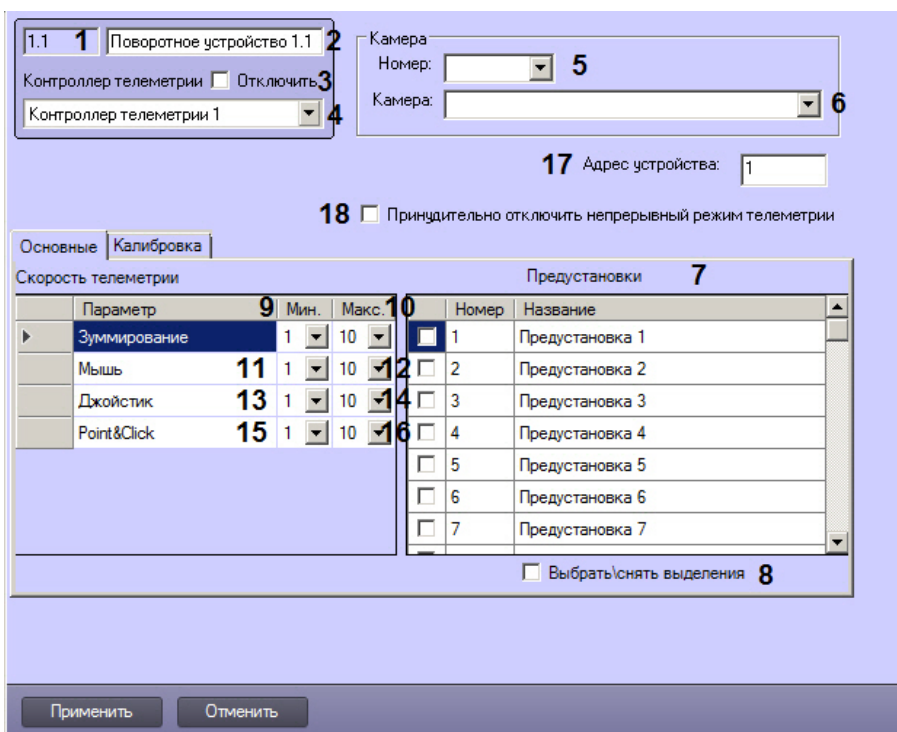 1.1 1 Поворотное устройство 1.1 2
Контроллер телеметрии Отключить 3
Контроллер телеметрии 1 4
Камера
Номер: 5
Камера: 6
17 Адрес устройства: 1
18 Принудительно отключить непрерывный режим телеметрии
Основные Калибровка
Скорость телеметрии
Параметр 9 Мин. Макс. 10
Зуммирование 1 10
Мышь 11 1 10 12
Джойстик 13 1 10 14
Point&Click 15 1 10 16
Предустановки 7
Номер Название
1 Предустановка 1
2 Предустановка 2
3 Предустановка 3
4 Предустановка 4
5 Предустановка 5
6 Предустановка 6
7 Предустановка 7
Выбрать\снять выделения 8
Применить Отменить